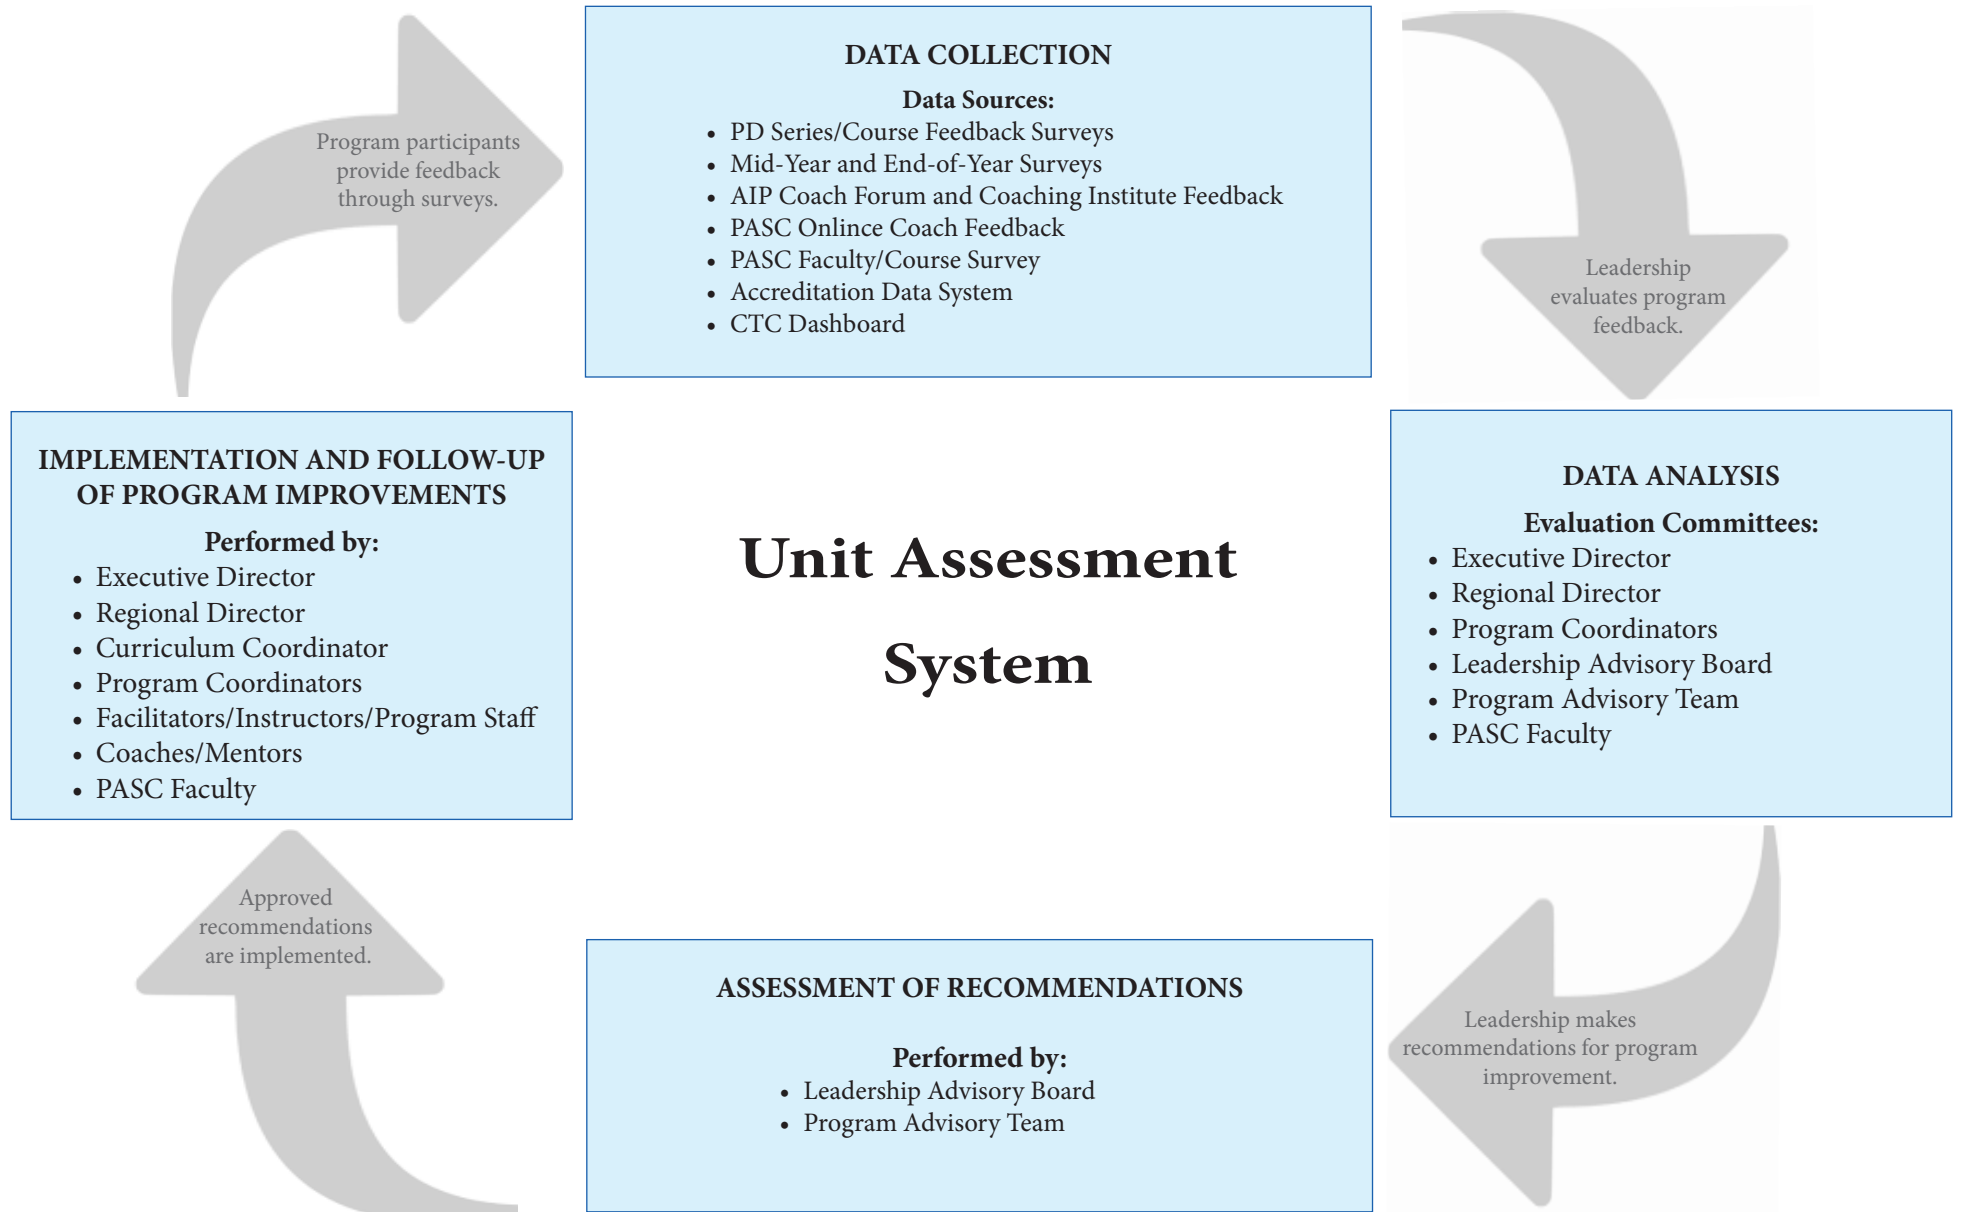 DATA COLLECTION
Data Sources:
• PD Series/Course Feedback Surveys
• Mid-Year and End-of-Year Surveys
• AIP Coach Forum and Coaching Institute Feedback
• PASC Onlince Coach Feedback
• PASC Faculty/Course Survey
• Accreditation Data System
• CTC Dashboard
Leadership
evaluates program
feedback.
DATA ANALYSIS
Evaluation Committees:
• Executive Director
• Regional Director
• Program Coordinators
• Leadership Advisory Board
• Program Advisory Team
• PASC Faculty
Leadership makes
recommendations for program
improvement.
ASSESSMENT OF RECOMMENDATIONS
Performed by:
• Leadership Advisory Board
• Program Advisory Team
Approved
recommendations
are implemented.
IMPLEMENTATION AND FOLLOW-UP
OF PROGRAM IMPROVEMENTS
Performed by:
• Executive Director
• Regional Director
• Curriculum Coordinator
• Program Coordinators
• Facilitators/Instructors/Program Staff
• Coaches/Mentors
• PASC Faculty
Program participants
provide feedback
through surveys.
Unit Assessment
System